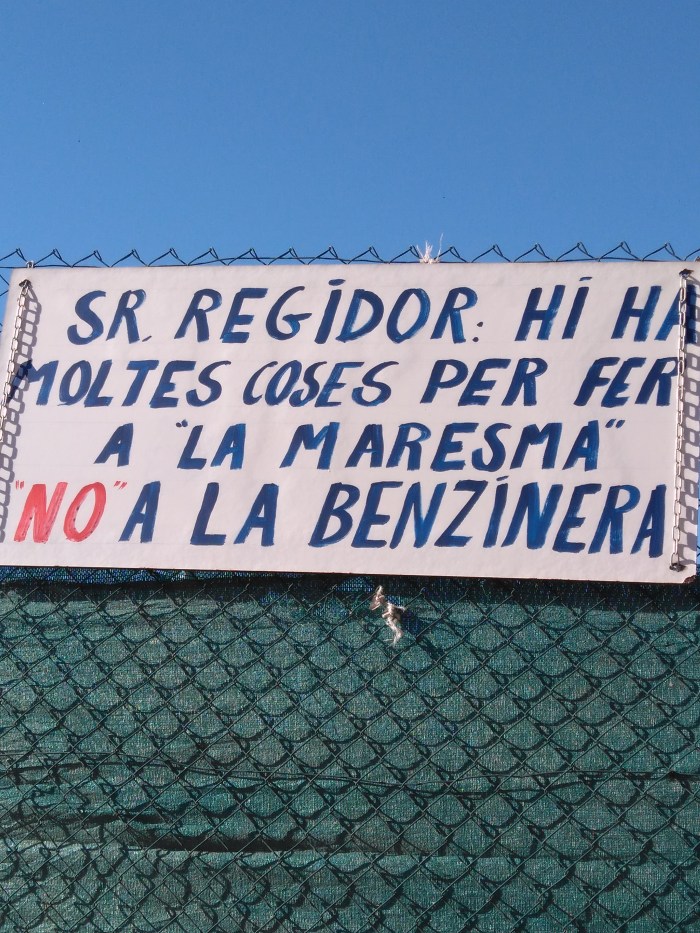 SR. REGIDOR: HI HA
MOLTES COSES PER FER
A "LA MARESMA"
"NO" A LA BENZINERA